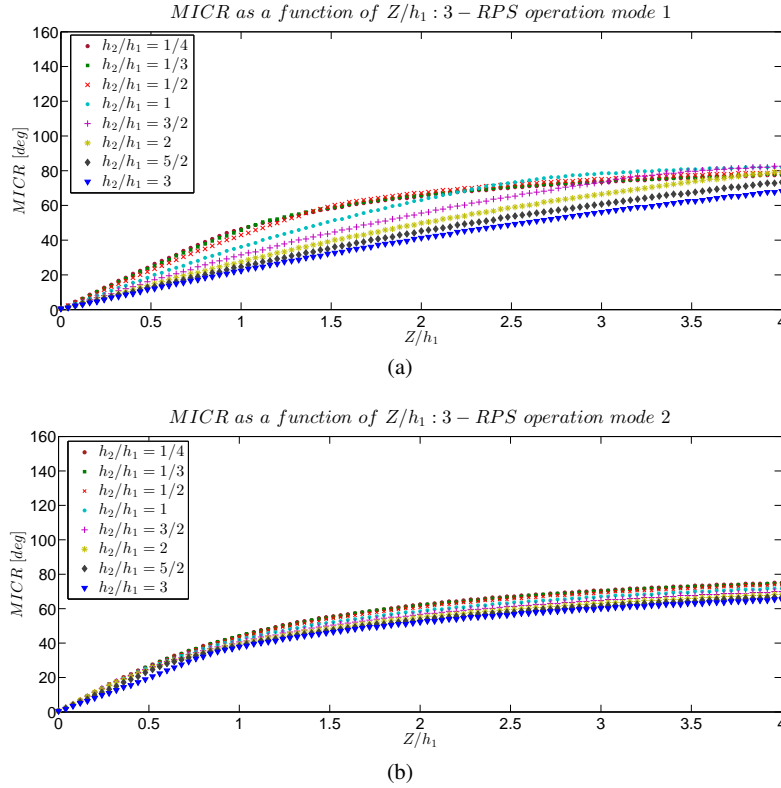 MICR as a function of Z/h₁ : 3 − RPS operation mode 1
160
140
120
100
80
60
40
20
0
MICR [deg]
h₂/h₁ = 1/4
h₂/h₁ = 1/3
h₂/h₁ = 1/2
h₂/h₁ = 1
h₂/h₁ = 3/2
h₂/h₁ = 2
h₂/h₁ = 5/2
h₂/h₁ = 3
0 0.5 1 1.5 2 2.5 3 3.5 4
Z/h₁
(a)
MICR as a function of Z/h₁ : 3 − RPS operation mode 2
160
140
120
100
80
60
40
20
0
MICR [deg]
h₂/h₁ = 1/4
h₂/h₁ = 1/3
h₂/h₁ = 1/2
h₂/h₁ = 1
h₂/h₁ = 3/2
h₂/h₁ = 2
h₂/h₁ = 5/2
h₂/h₁ = 3
0 0.5 1 1.5 2 2.5 3 3.5 4
Z/h₁
(b)